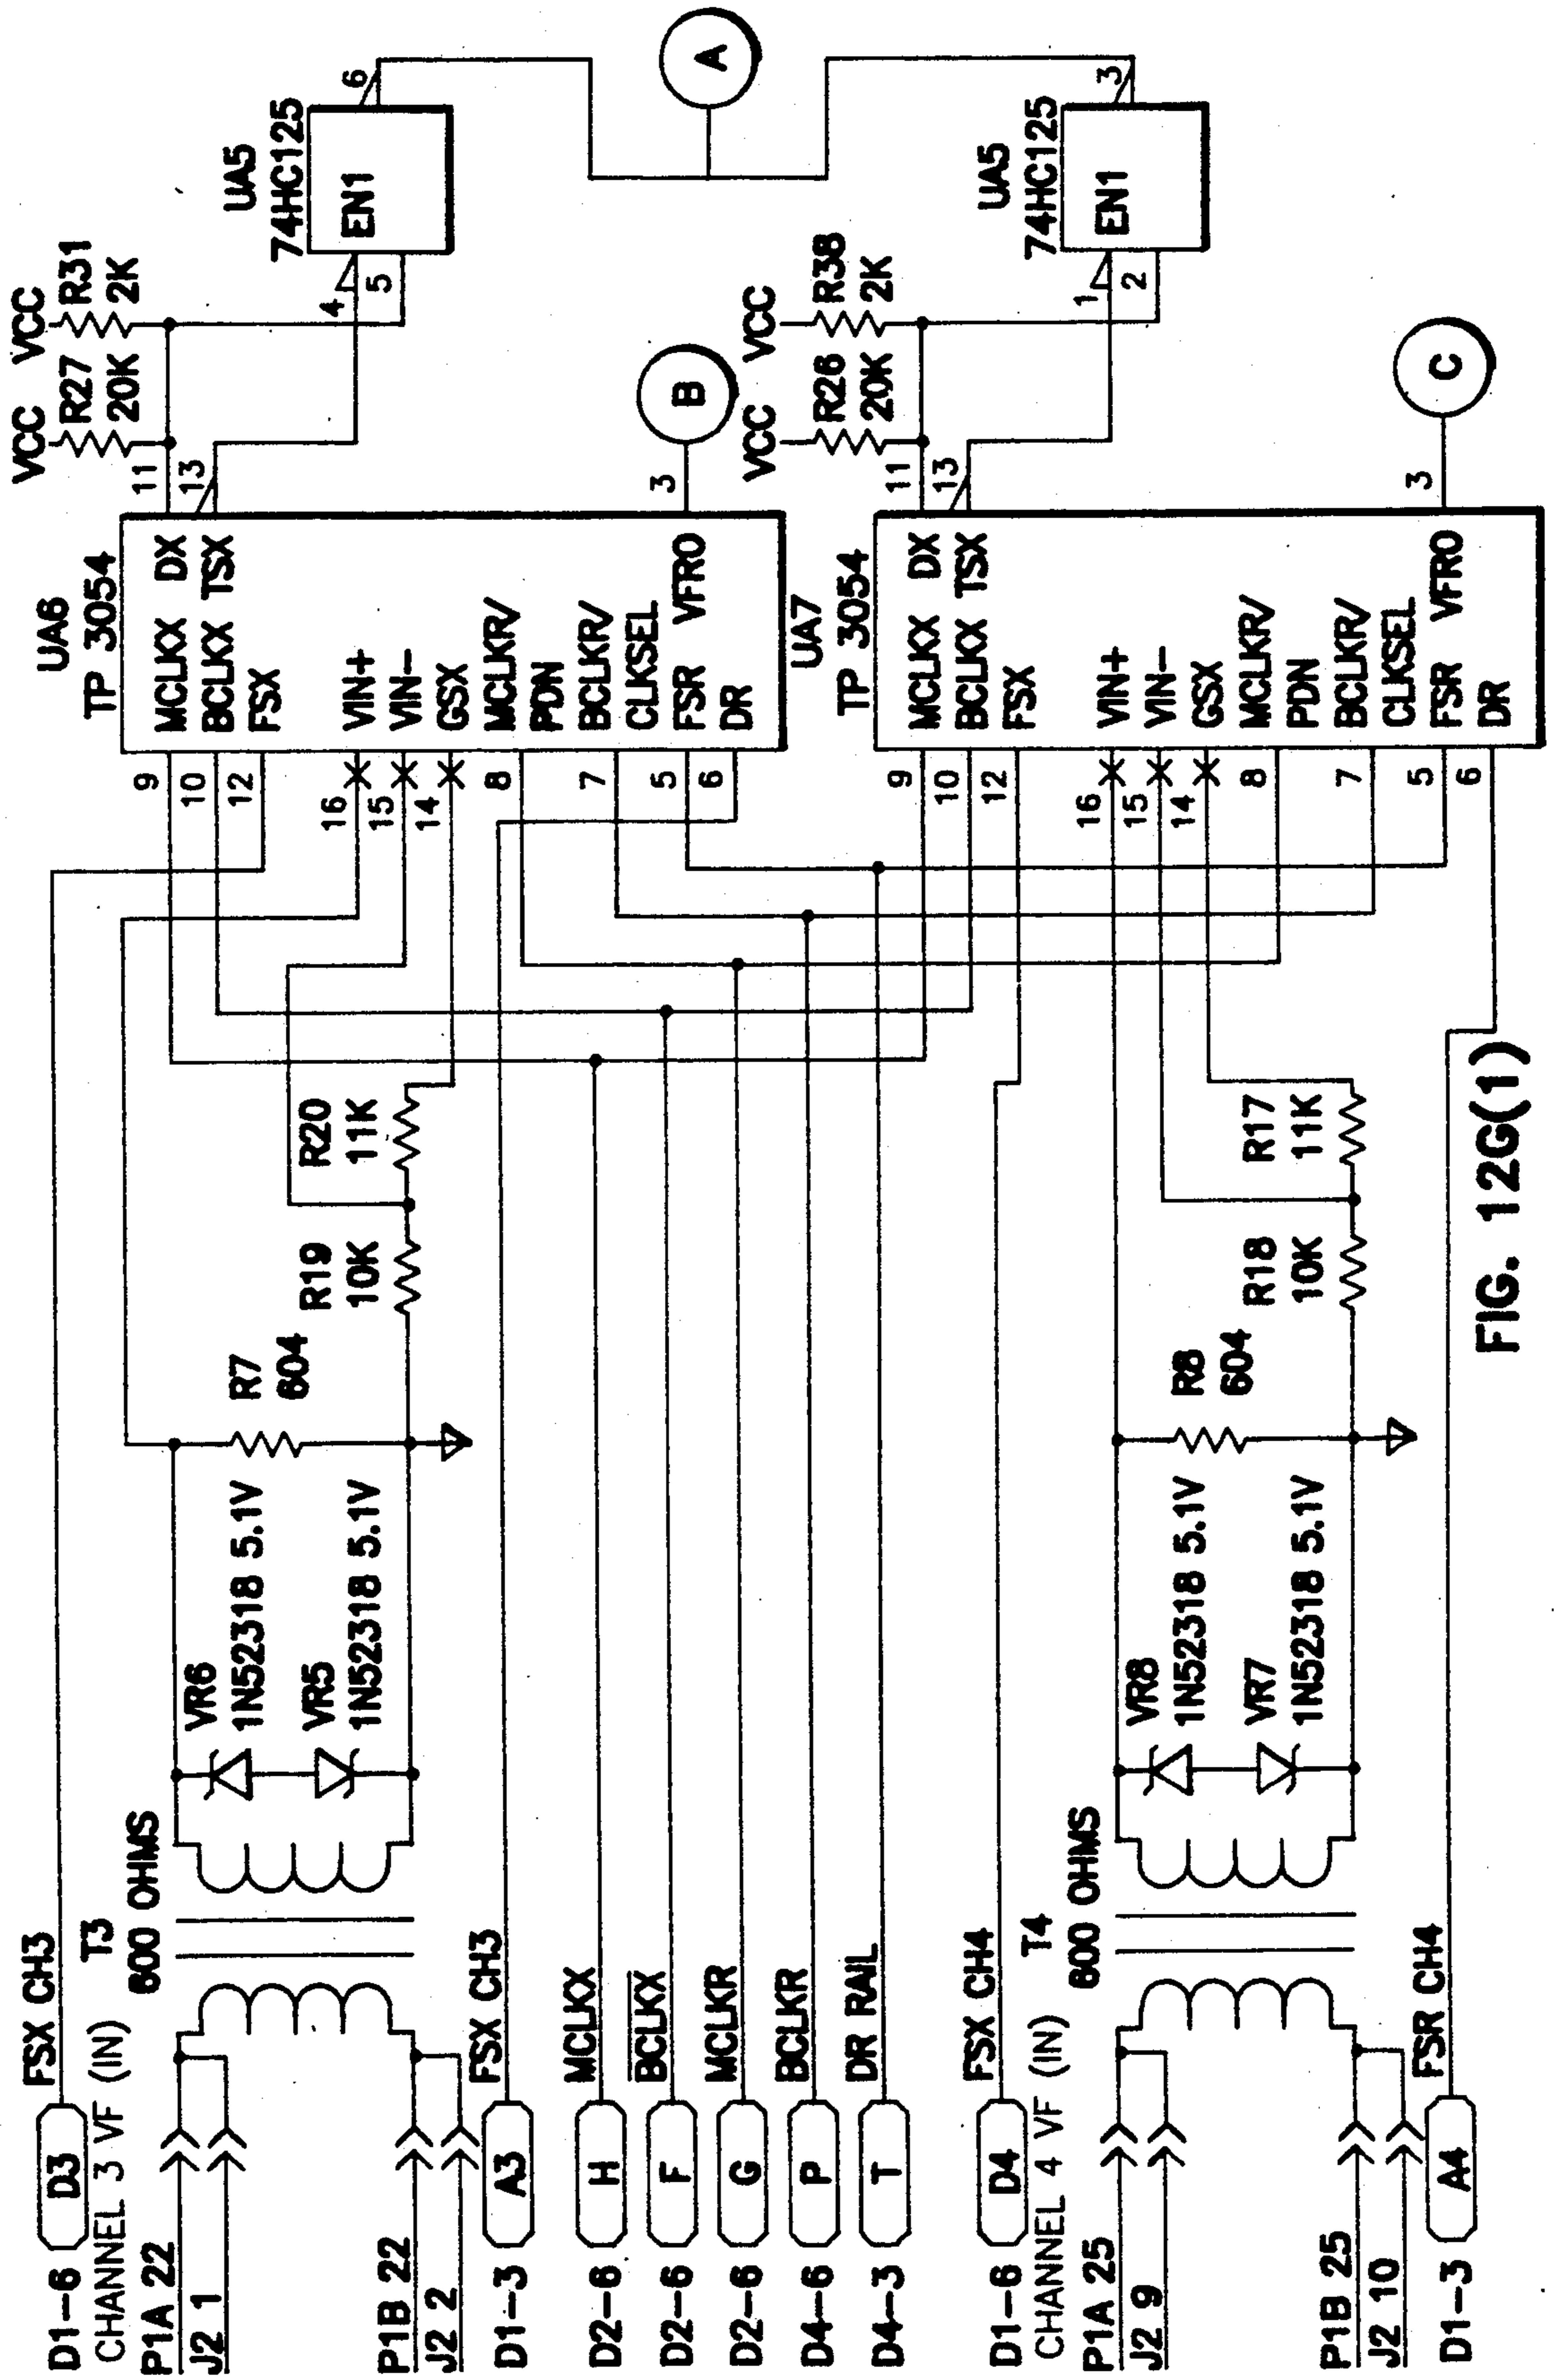 D1-6 D3 FSX CH3
CHANNEL 3 VF (IN)
T3
600 OHMS
P1A 22
J2 1
P1B 22
J2 2
VR6
1N52318 5.1V
VR5
1N52318 5.1V
R7
604
R19
10K
R20
11K
D1-3 A3 FSX CH3
D2-6 H MCLKX
D2-6 F BCLKX
D2-6 G MCLKR
D4-6 P BCLKR
D4-3 T DR RAIL
UA6
TP 3054
9 MCLKX DX 11
10 BCLKX TSX 13
12 FSX
16 VIN+
15 VIN-
14 GSX
8 MCLKR/
PDN
7 BCLKR/
CLKSEL
5 FSR VFRO 3
6 DR
VCC VCC
R27 R31
20K 2K
UA5
74HC125
4 EN1 6
5
A
B
D1-6 D4 FSX CH4
CHANNEL 4 VF (IN)
T4
600 OHMS
P1A 25
J2 9
P1B 25
J2 10
VR8
1N52318 5.1V
VR7
1N52318 5.1V
R8
604
R18
10K
R17
11K
D1-3 A4 FSR CH4
UA7
TP 3054
9 MCLKX DX 11
10 BCLKX TSX 13
12 FSX
16 VIN+
15 VIN-
14 GSX
8 MCLKR/
PDN
7 BCLKR/
CLKSEL
5 FSR VFRO 3
6 DR
VCC VCC
R26 R38
20K 2K
UA5
74HC125
1 EN1 3
2
C
FIG. 12G(1)